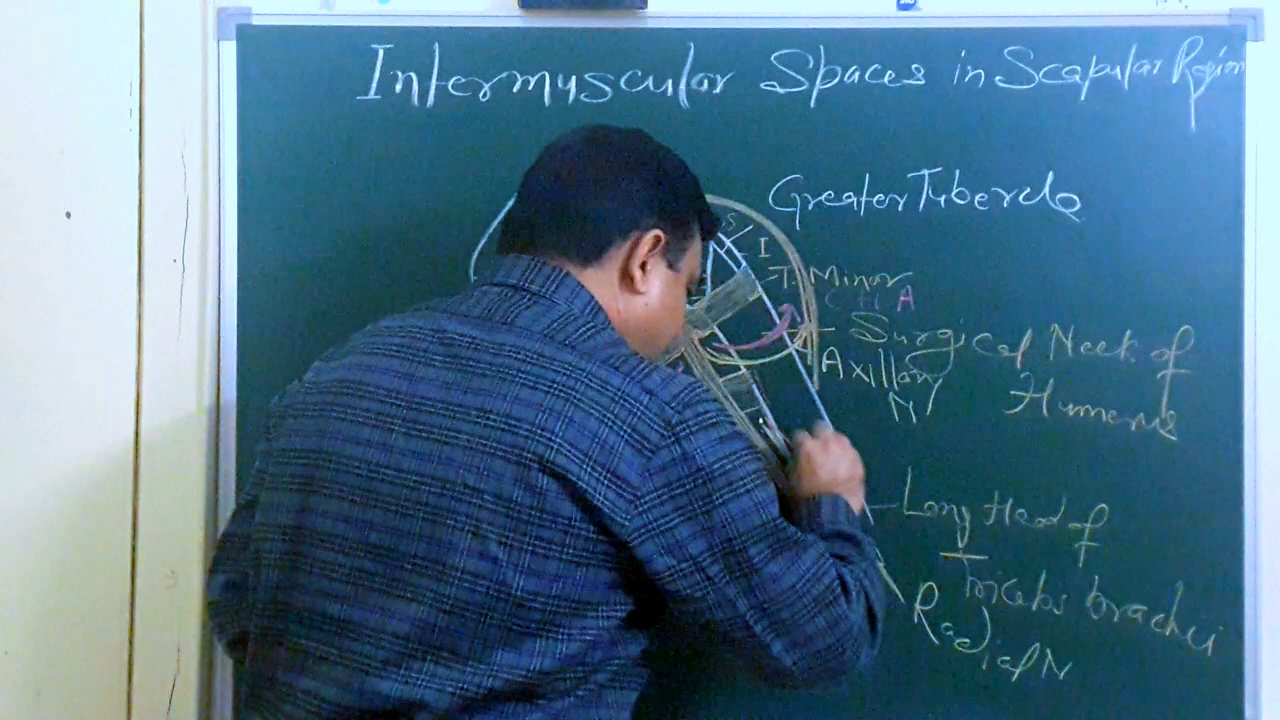 Intermuscular Spaces in Scapular Region
Greater Tubercle
S
I
T. Minor
A
Surgical Neck of
Humerus
Axillary
N
Long Head of
Triceps brachii
Radial N